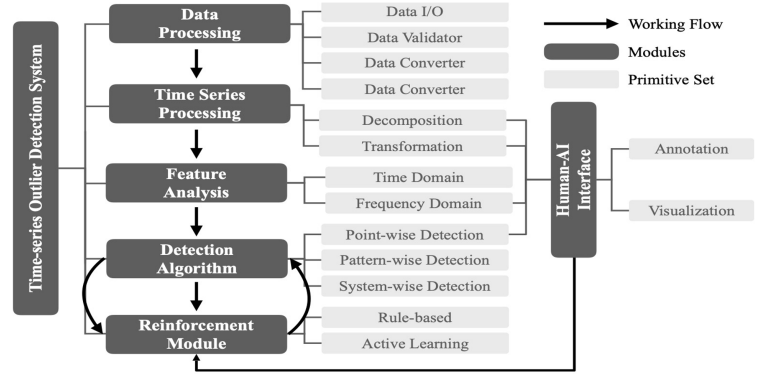 Time-series Outlier Detection System
Data
Processing
Data I/O
Data Validator
Data Converter
Data Converter
Time Series
Processing
Decomposition
Transformation
Feature
Analysis
Time Domain
Frequency Domain
Detection
Algorithm
Point-wise Detection
Pattern-wise Detection
System-wise Detection
Reinforcement
Module
Rule-based
Active Learning
Human-AI
Interface
Annotation
Visualization
Working Flow
Modules
Primitive Set